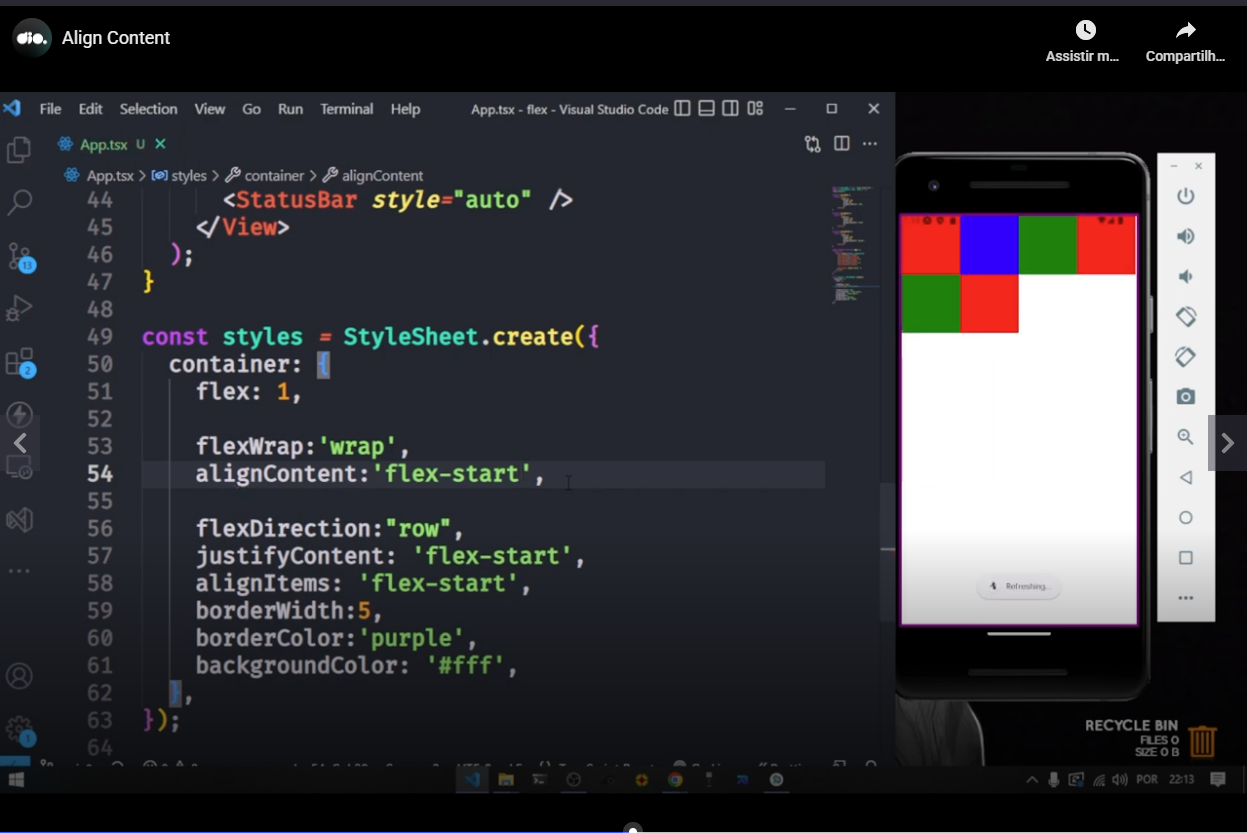 dio. Align Content
Assistir m...
Compartilh...
File Edit Selection View Go Run Terminal Help
App.tsx - flex - Visual Studio Code
App.tsx U
App.tsx > styles > container > alignContent
44 <StatusBar style="auto" />
45 </View>
46 );
47 }
48
49 const styles = StyleSheet.create({
50 container: {
51 flex: 1,
52
53 flexWrap:'wrap',
54 alignContent:'flex-start',
55
56 flexDirection:"row",
57 justifyContent: 'flex-start',
58 alignItems: 'flex-start',
59 borderWidth:5,
60 borderColor:'purple',
61 backgroundColor: '#fff',
62 },
63 });
64
13
2
1
Refreshing...
RECYCLE BIN
FILES 0
SIZE 0 B
POR 22:13